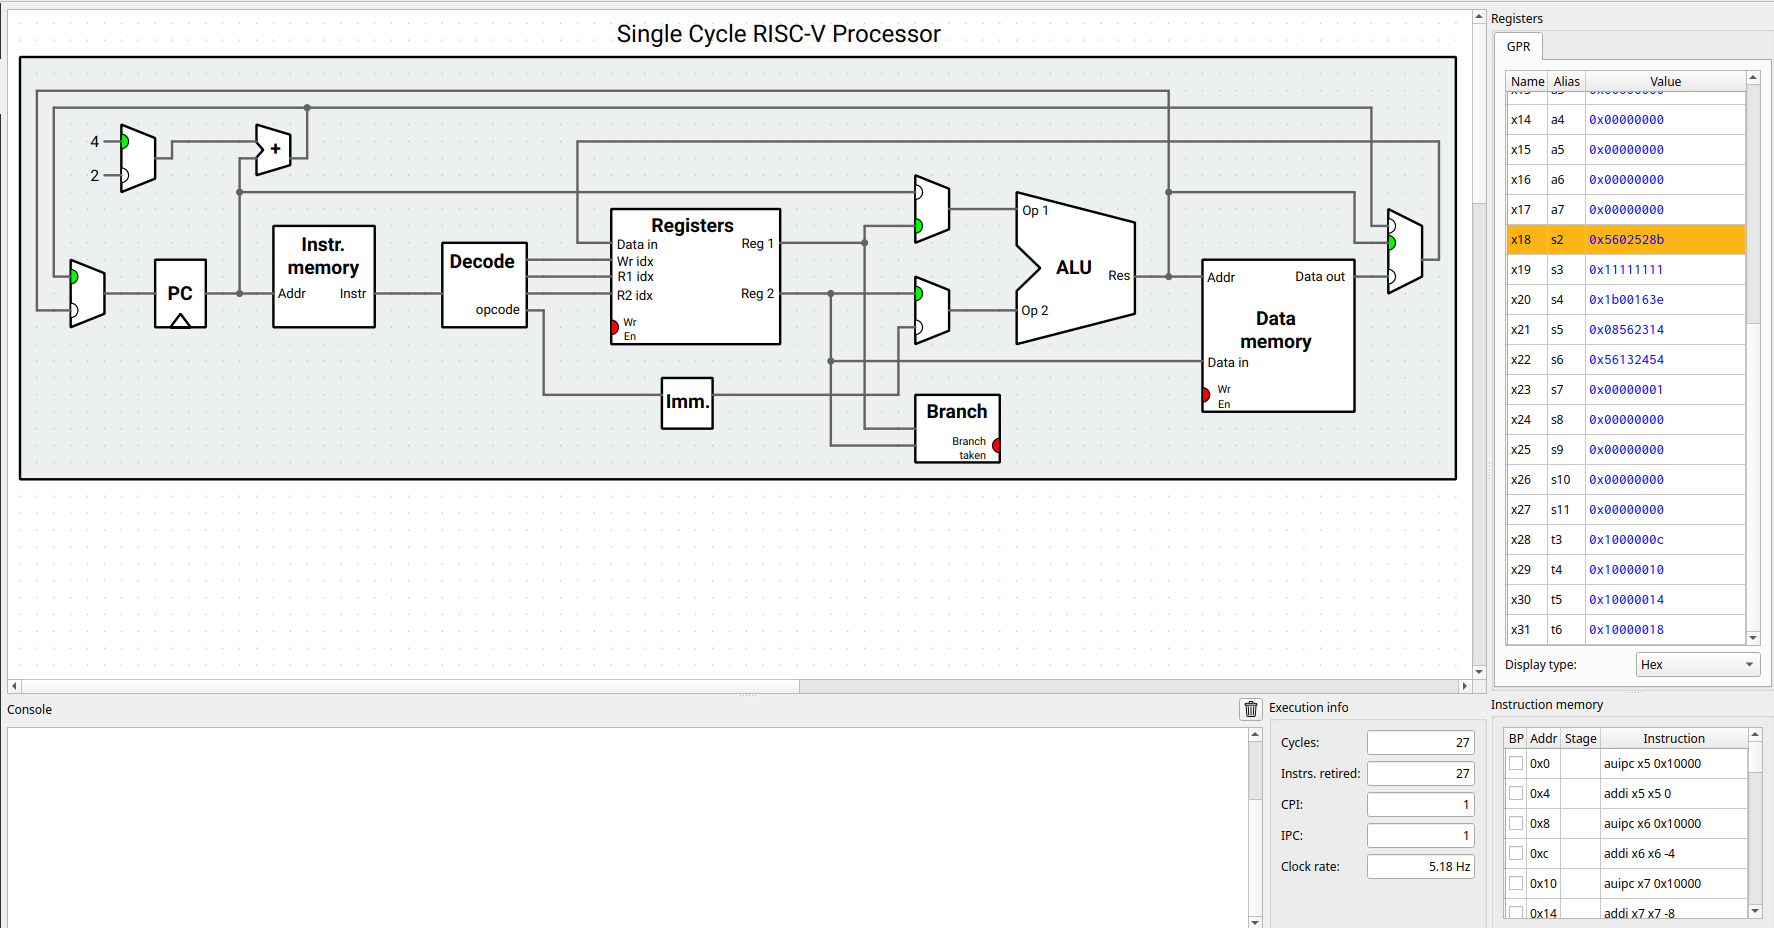 Single Cycle RISC-V Processor
4
2
+
PC
Instr.
memory
Addr
Instr
Decode
opcode
Registers
Data in
Wr idx
R1 idx
R2 idx
Wr
En
Reg 1
Reg 2
Imm.
Op 1
Op 2
ALU
Res
Branch
Branch
taken
Addr
Data out
Data
memory
Data in
Wr
En
Registers
GPR
Name Alias Value
x14 a4 0x00000000
x15 a5 0x00000000
x16 a6 0x00000000
x17 a7 0x00000000
x18 s2 0x5602528b
x19 s3 0x11111111
x20 s4 0x1b00163e
x21 s5 0x08562314
x22 s6 0x56132454
x23 s7 0x00000001
x24 s8 0x00000000
x25 s9 0x00000000
x26 s10 0x00000000
x27 s11 0x00000000
x28 t3 0x1000000c
x29 t4 0x10000010
x30 t5 0x10000014
x31 t6 0x10000018
Display type: Hex
Console
Execution info
Cycles: 27
Instrs. retired: 27
CPI: 1
IPC: 1
Clock rate: 5.18 Hz
Instruction memory
BP Addr Stage Instruction
0x0 auipc x5 0x10000
0x4 addi x5 x5 0
0x8 auipc x6 0x10000
0xc addi x6 x6 -4
0x10 auipc x7 0x10000
0x14 addi x7 x7 -8